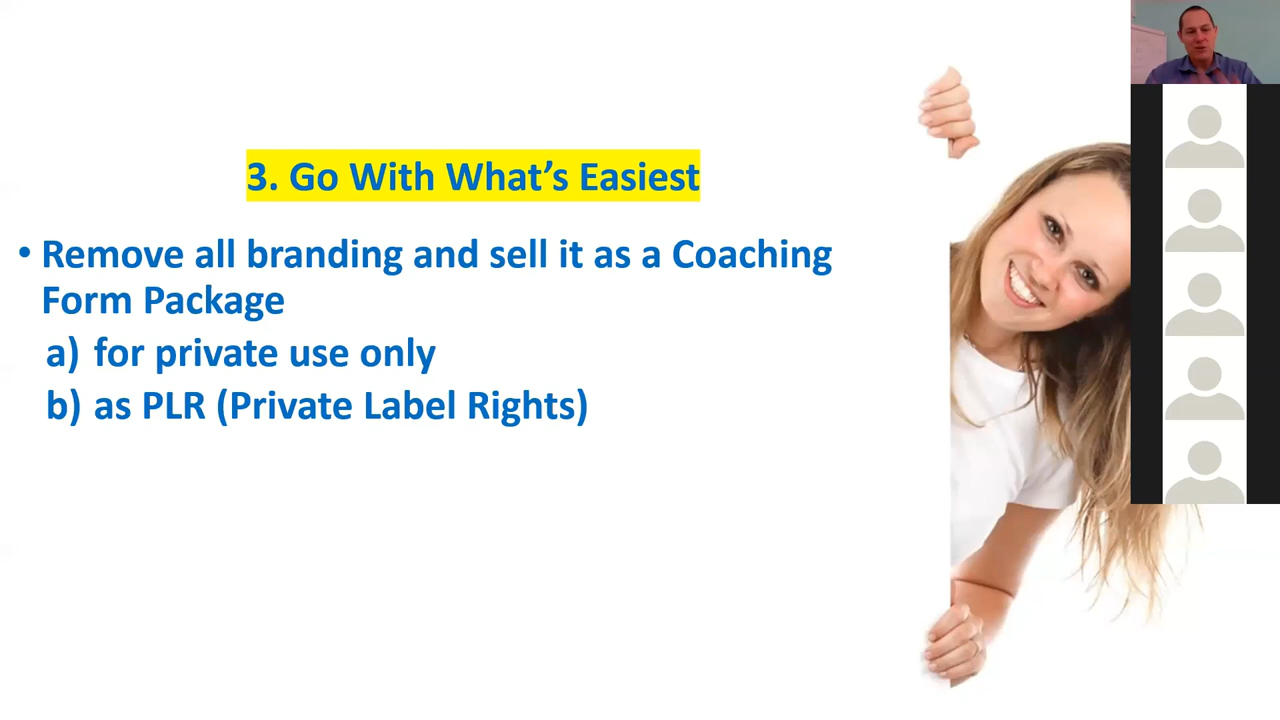 3. Go With What’s Easiest
• Remove all branding and sell it as a Coaching
Form Package
a) for private use only
b) as PLR (Private Label Rights)